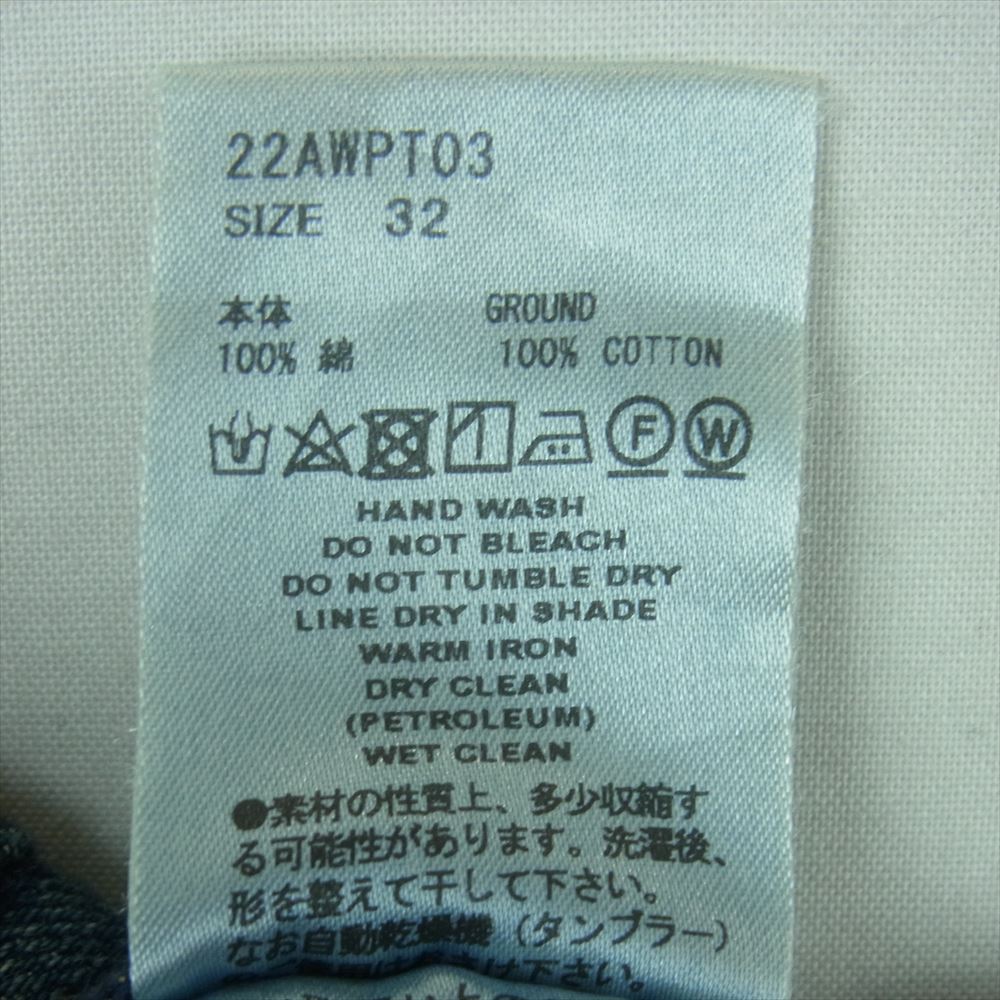 22AWPT03
SIZE 32
本体 GROUND
100% 綿 100% COTTON
F W
HAND WASH
DO NOT BLEACH
DO NOT TUMBLE DRY
LINE DRY IN SHADE
WARM IRON
DRY CLEAN
(PETROLEUM)
WET CLEAN
●素材の性質上、多少収縮す
る可能性があります。洗濯後、
形を整えて干して下さい。
なお自動乾燥機（タンブラー）
下さい。